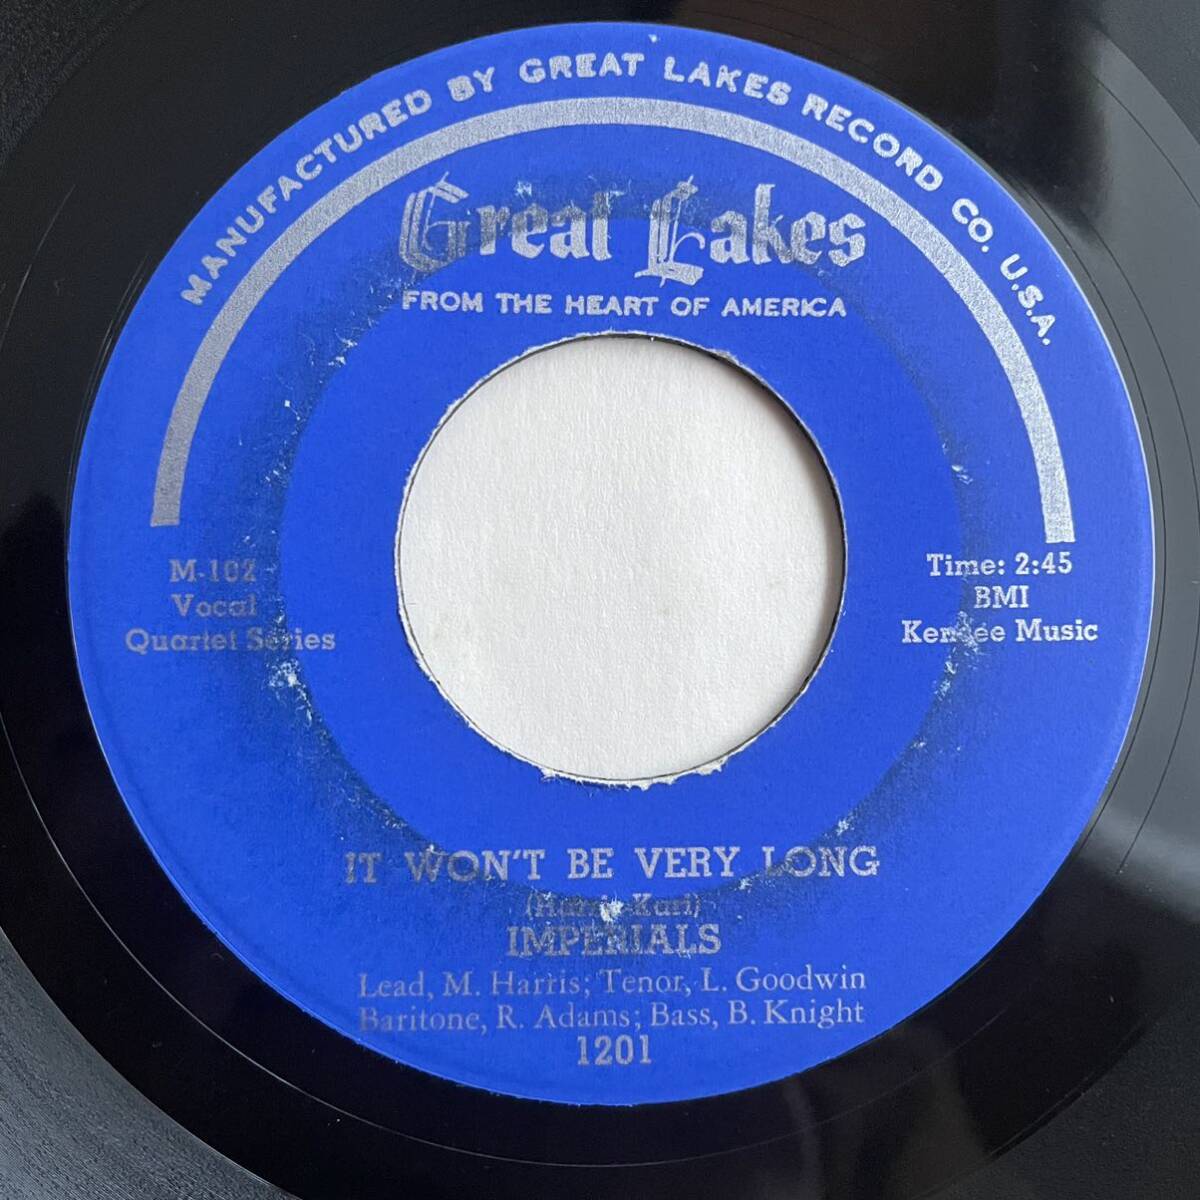 MANUFACTURED BY GREAT LAKES RECORD CO. U.S.A.
Great Lakes
FROM THE HEART OF AMERICA
M-102
Vocal
Quartet Series
Time: 2:45
BMI
Music
IT WON'T BE VERY LONG
IMPERIALS
Lead, M. Harris; Tenor, L. Goodwin
Baritone, R. Adams; Bass, B. Knight
1201